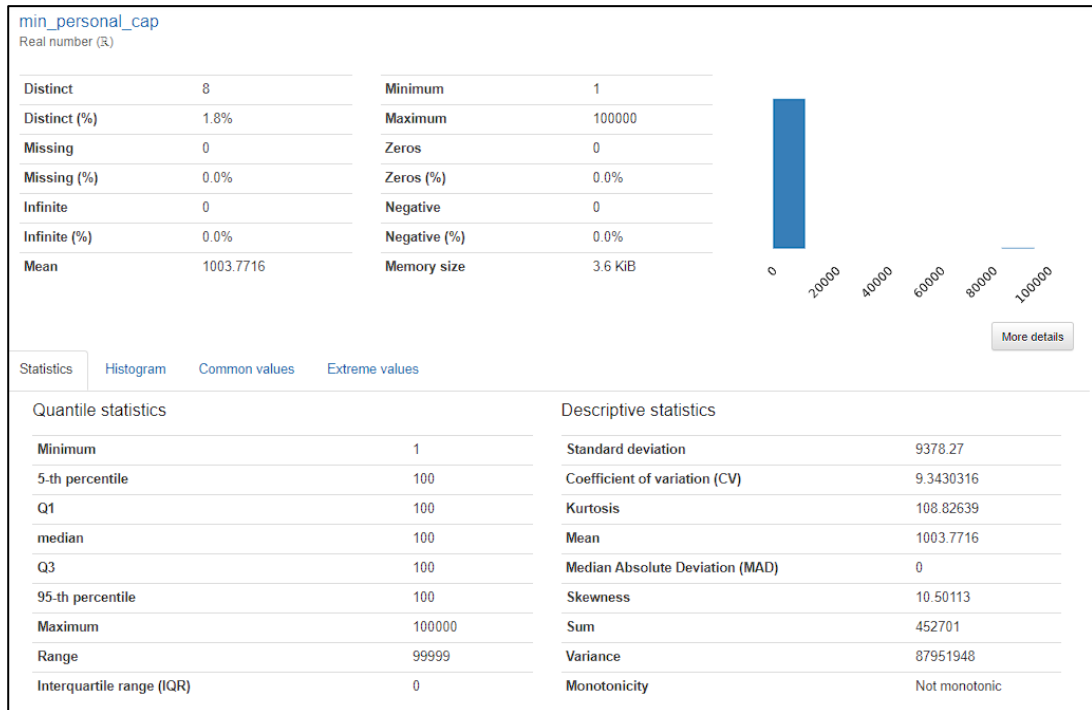 min_personal_cap
Real number (ℝ)
Distinct 8
Distinct (%) 1.8%
Missing 0
Missing (%) 0.0%
Infinite 0
Infinite (%) 0.0%
Mean 1003.7716
Minimum 1
Maximum 100000
Zeros 0
Zeros (%) 0.0%
Negative 0
Negative (%) 0.0%
Memory size 3.6 KiB
0 20000 40000 60000 80000 100000
More details
Statistics Histogram Common values Extreme values
Quantile statistics
Minimum 1
5-th percentile 100
Q1 100
median 100
Q3 100
95-th percentile 100
Maximum 100000
Range 99999
Interquartile range (IQR) 0
Descriptive statistics
Standard deviation 9378.27
Coefficient of variation (CV) 9.3430316
Kurtosis 108.82639
Mean 1003.7716
Median Absolute Deviation (MAD) 0
Skewness 10.50113
Sum 452701
Variance 87951948
Monotonicity Not monotonic